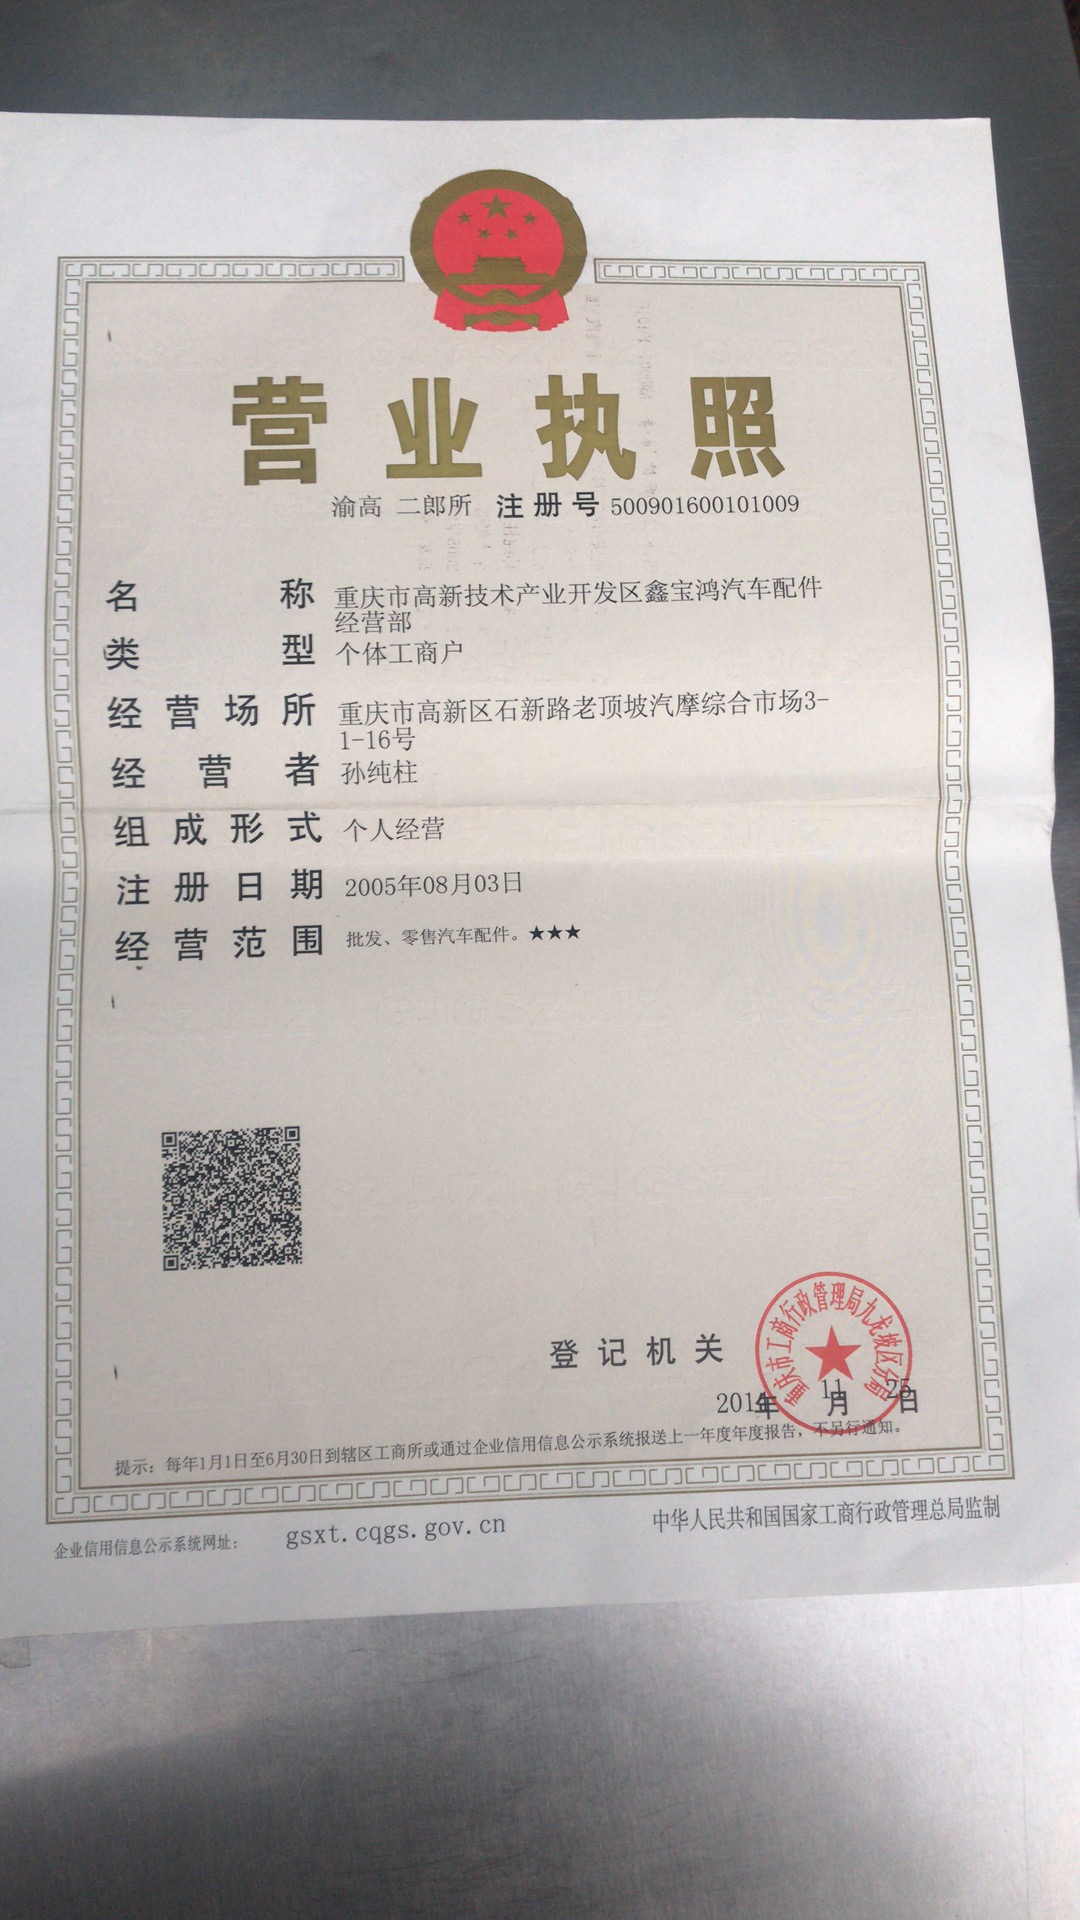 营业执照
渝高 二郎所 注册号 500901600101009
名称 重庆市高新技术产业开发区鑫宝鸿汽车配件
经营部
类型 个体工商户
经营场所 重庆市高新区石新路老顶坡汽摩综合市场3-
1-16号
经营者 孙纯柱
组成形式 个人经营
注册日期 2005年08月03日
经营范围 批发、零售汽车配件。★★★
重庆市工商行政管理局九龙坡区分局
登记机关
年 11月 25日
提示：每年1月1日至6月30日到辖区工商所或通过企业信用信息公示系统报送上一年度年度报告，不另行通知。
企业信用信息公示系统网址： gsxt.cqgs.gov.cn
中华人民共和国国家工商行政管理总局监制